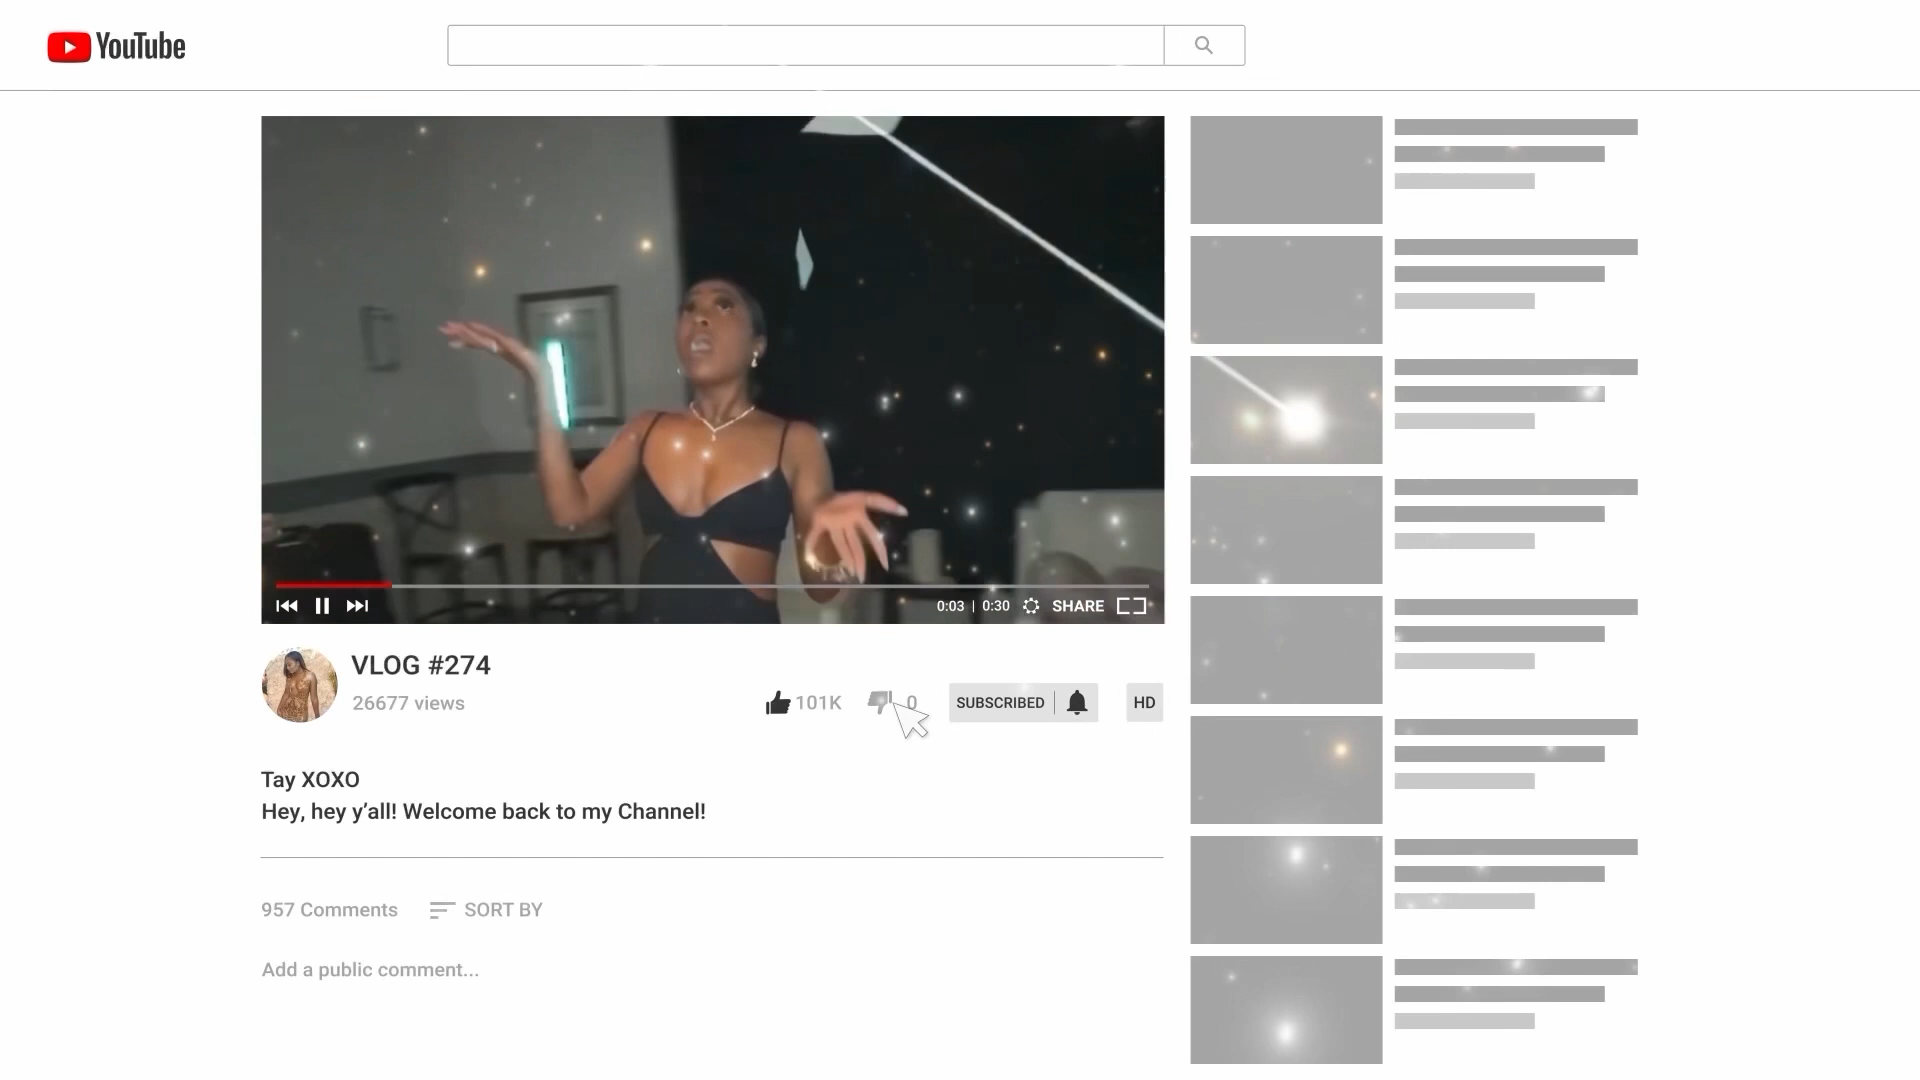 YouTube
0:03 | 0:30 SHARE
VLOG #274
26677 views
101K 0 SUBSCRIBED HD
Tay XOXO
Hey, hey y’all! Welcome back to my Channel!
957 Comments SORT BY
Add a public comment...